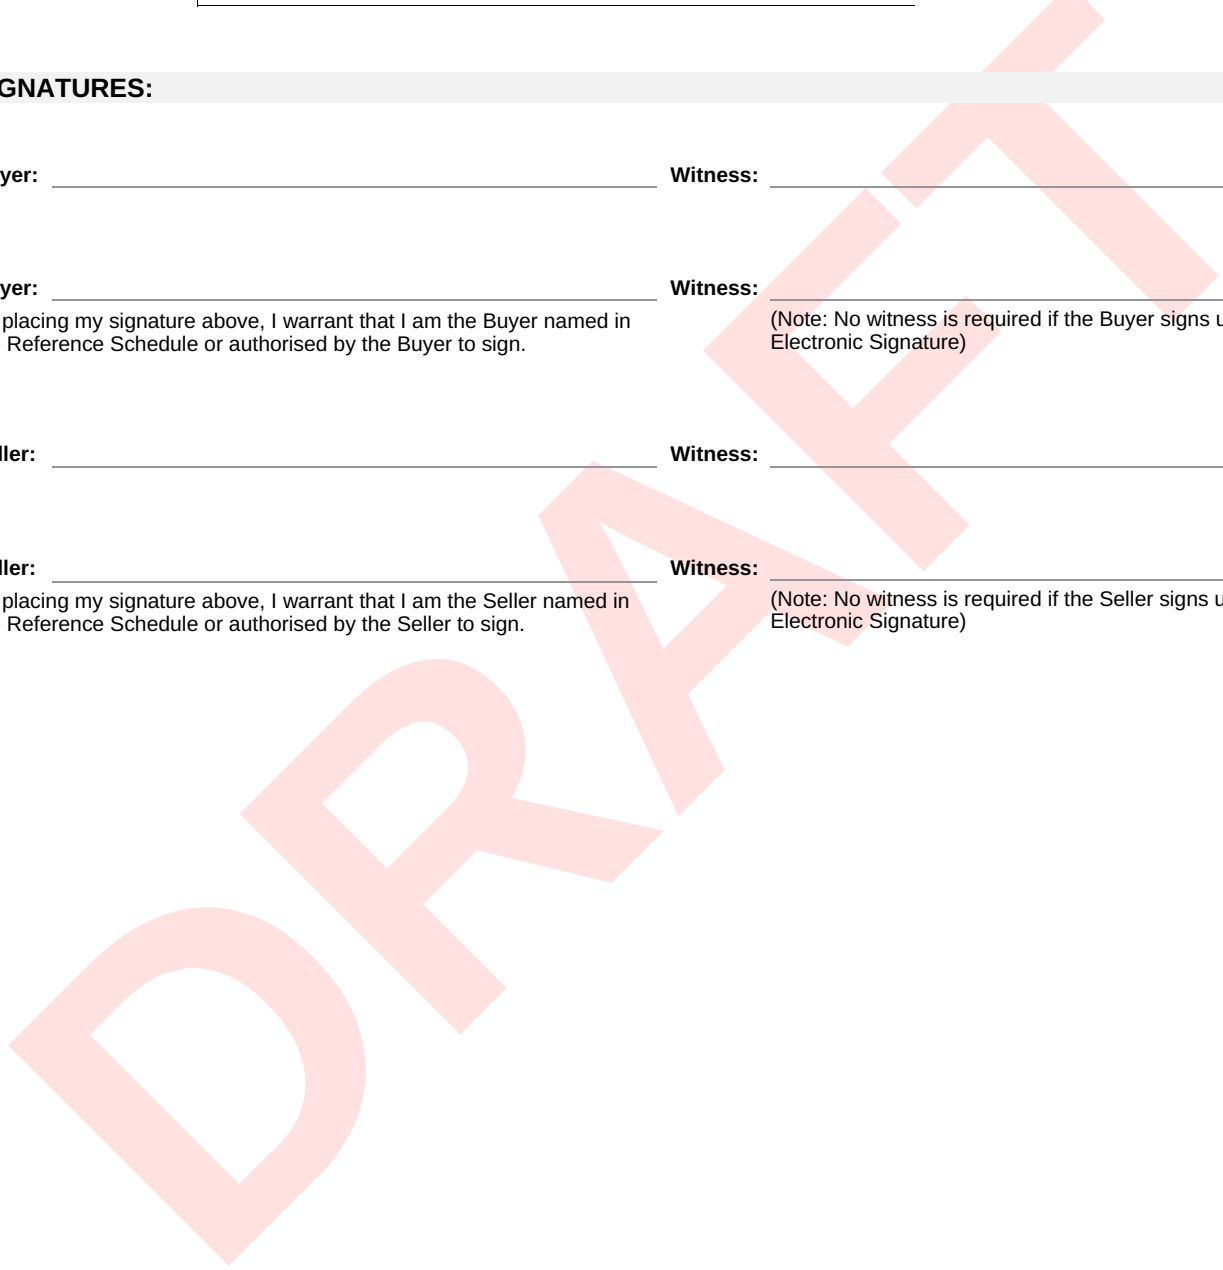 GNATURES:
yer: Witness:
yer: Witness:
placing my signature above, I warrant that I am the Buyer named in
Reference Schedule or authorised by the Buyer to sign.
(Note: No witness is required if the Buyer signs u
Electronic Signature)
ller: Witness:
ller: Witness:
placing my signature above, I warrant that I am the Seller named in
Reference Schedule or authorised by the Seller to sign.
(Note: No witness is required if the Seller signs u
Electronic Signature)
DRAFT